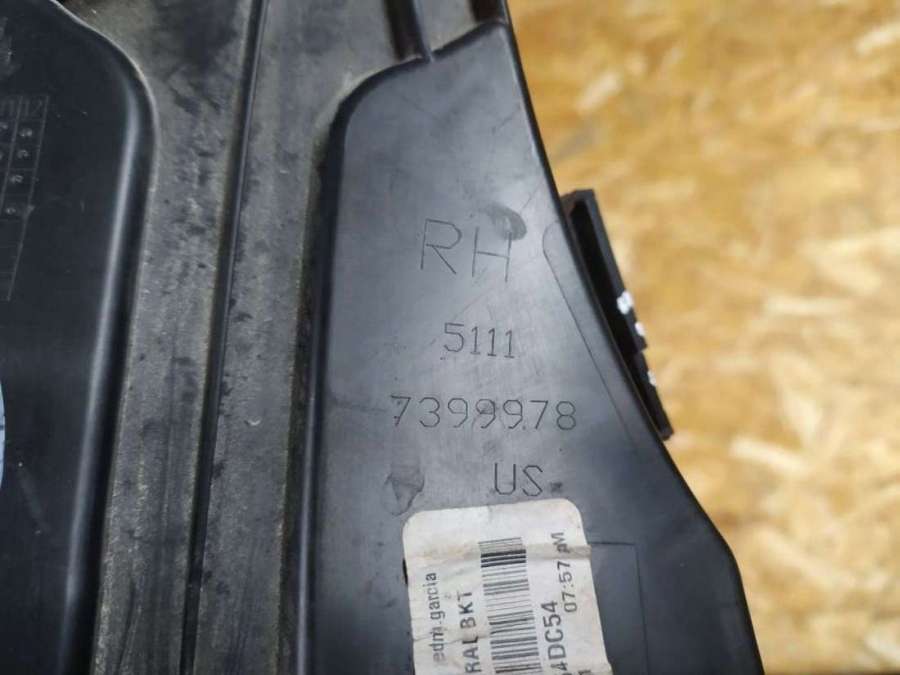 RH
5111
7399978
US
edm.garcia
RAL BKT
4DC54
07:57 PM